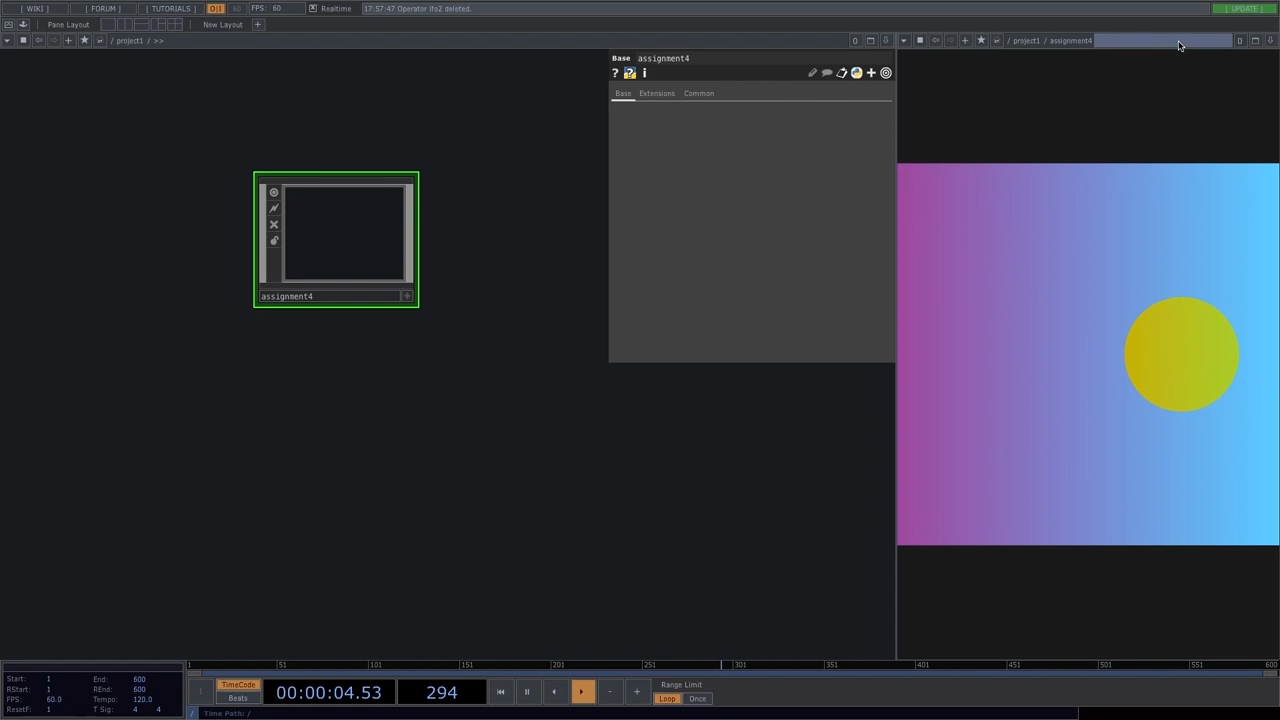 [ WIKI ] [ FORUM ] [ TUTORIALS ] O|I 60 FPS: 60 Realtime 17:57:47 Operator ifo2 deleted. [ UPDATE ]
Pane Layout New Layout +
/ project1 / >> 0 / project1 / assignment4 0
Base assignment4
? ? i
Base Extensions Common
assignment4
1 51 101 151 201 251 301 351 401 451 501 551 600
Start: 1 End: 600
RStart: 1 REnd: 600
FPS: 60.0 Tempo: 120.0
ResetF: 1 T Sig: 4 4
TimeCode
Beats
00:00:04.53 294
- +
Range Limit
Loop Once
/ Time Path: /